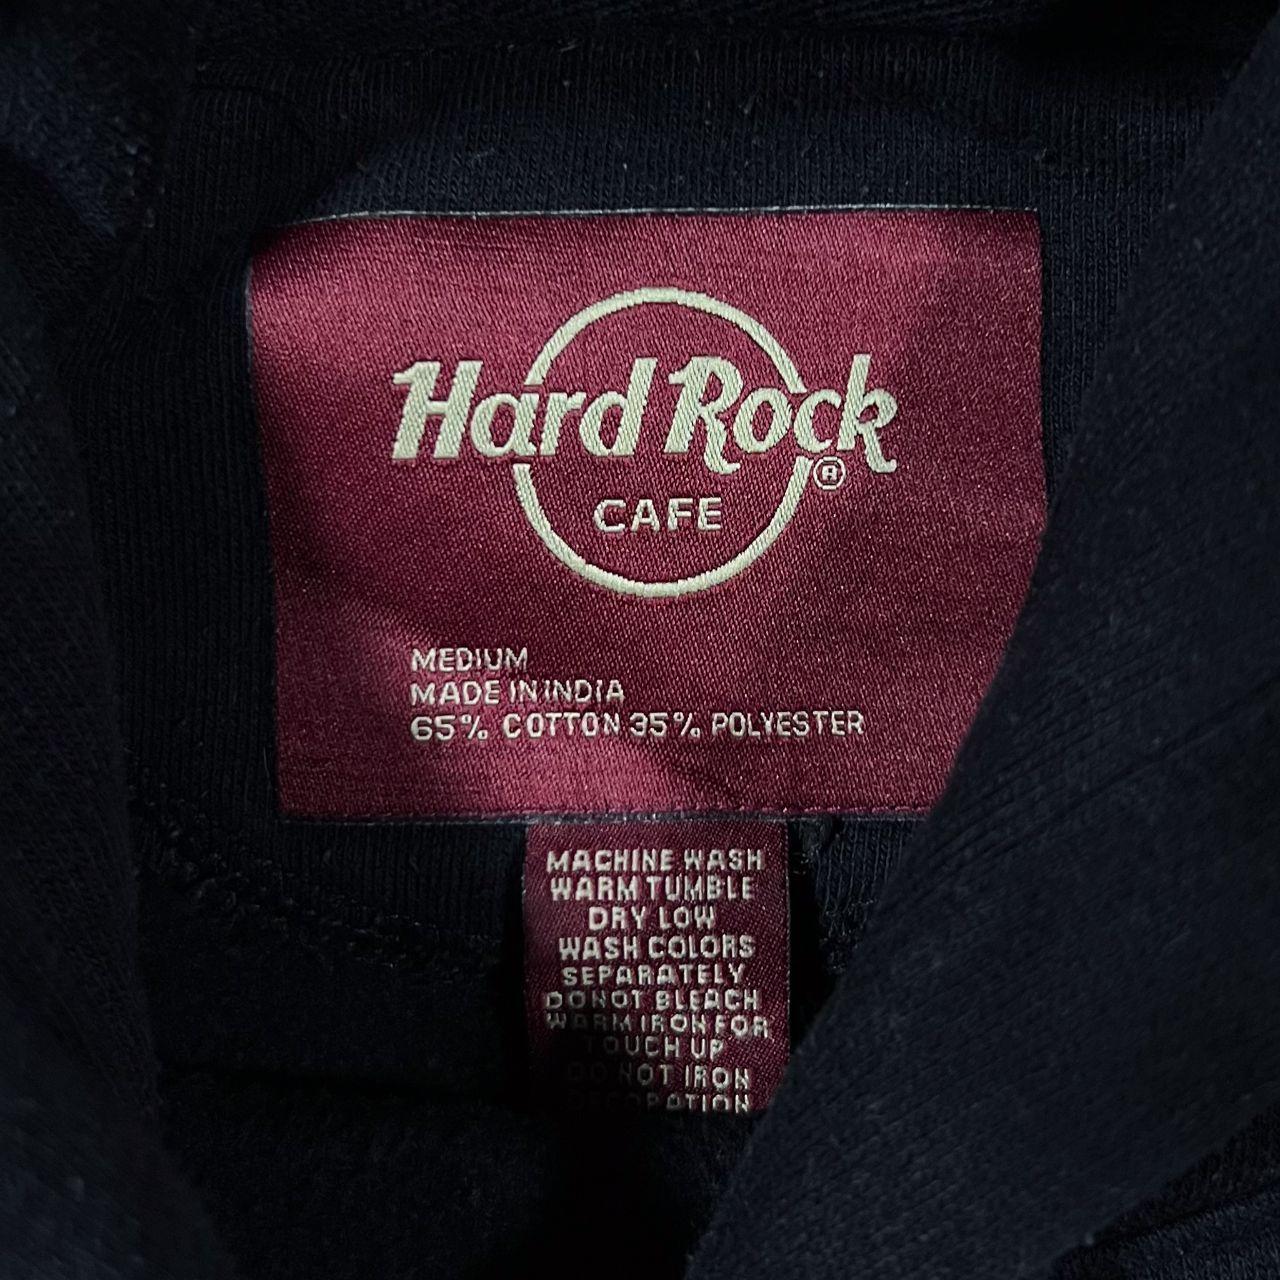 Hard Rock
®
CAFE
MEDIUM
MADE IN INDIA
65% COTTON 35% POLYESTER
MACHINE WASH
WARM TUMBLE
DRY LOW
WASH COLORS
SEPARATELY
DO NOT BLEACH
WARM IRON FOR
TOUCH UP
DO NOT IRON
DECORATION